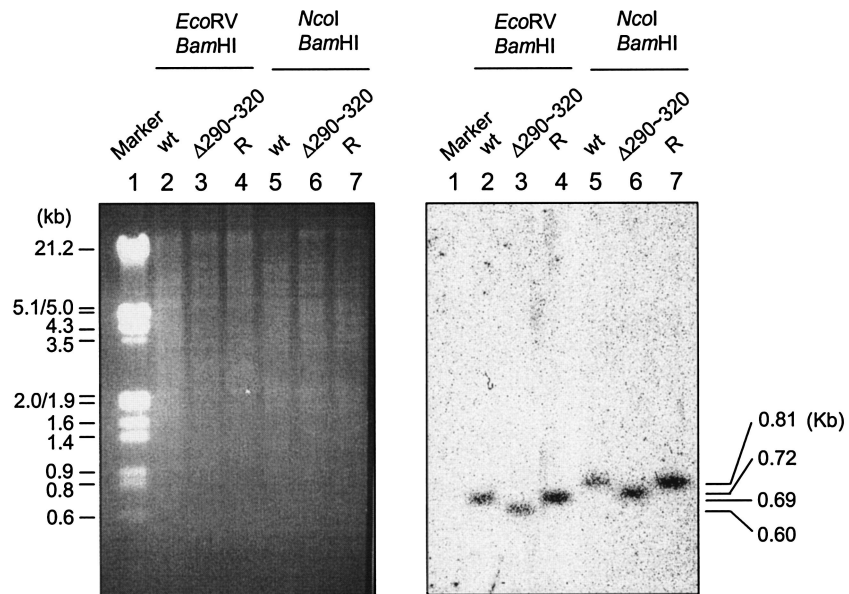 EcoRV NcoI EcoRV NcoI
BamHI BamHI BamHI BamHI
Marker wt Δ290~320 R wt Δ290~320 R Marker wt Δ290~320 R wt Δ290~320 R
1 2 3 4 5 6 7 1 2 3 4 5 6 7
(kb)
21.2
5.1/5.0
4.3
3.5
2.0/1.9
1.6
1.4
0.9
0.8
0.6
0.81 (Kb)
0.72
0.69
0.60